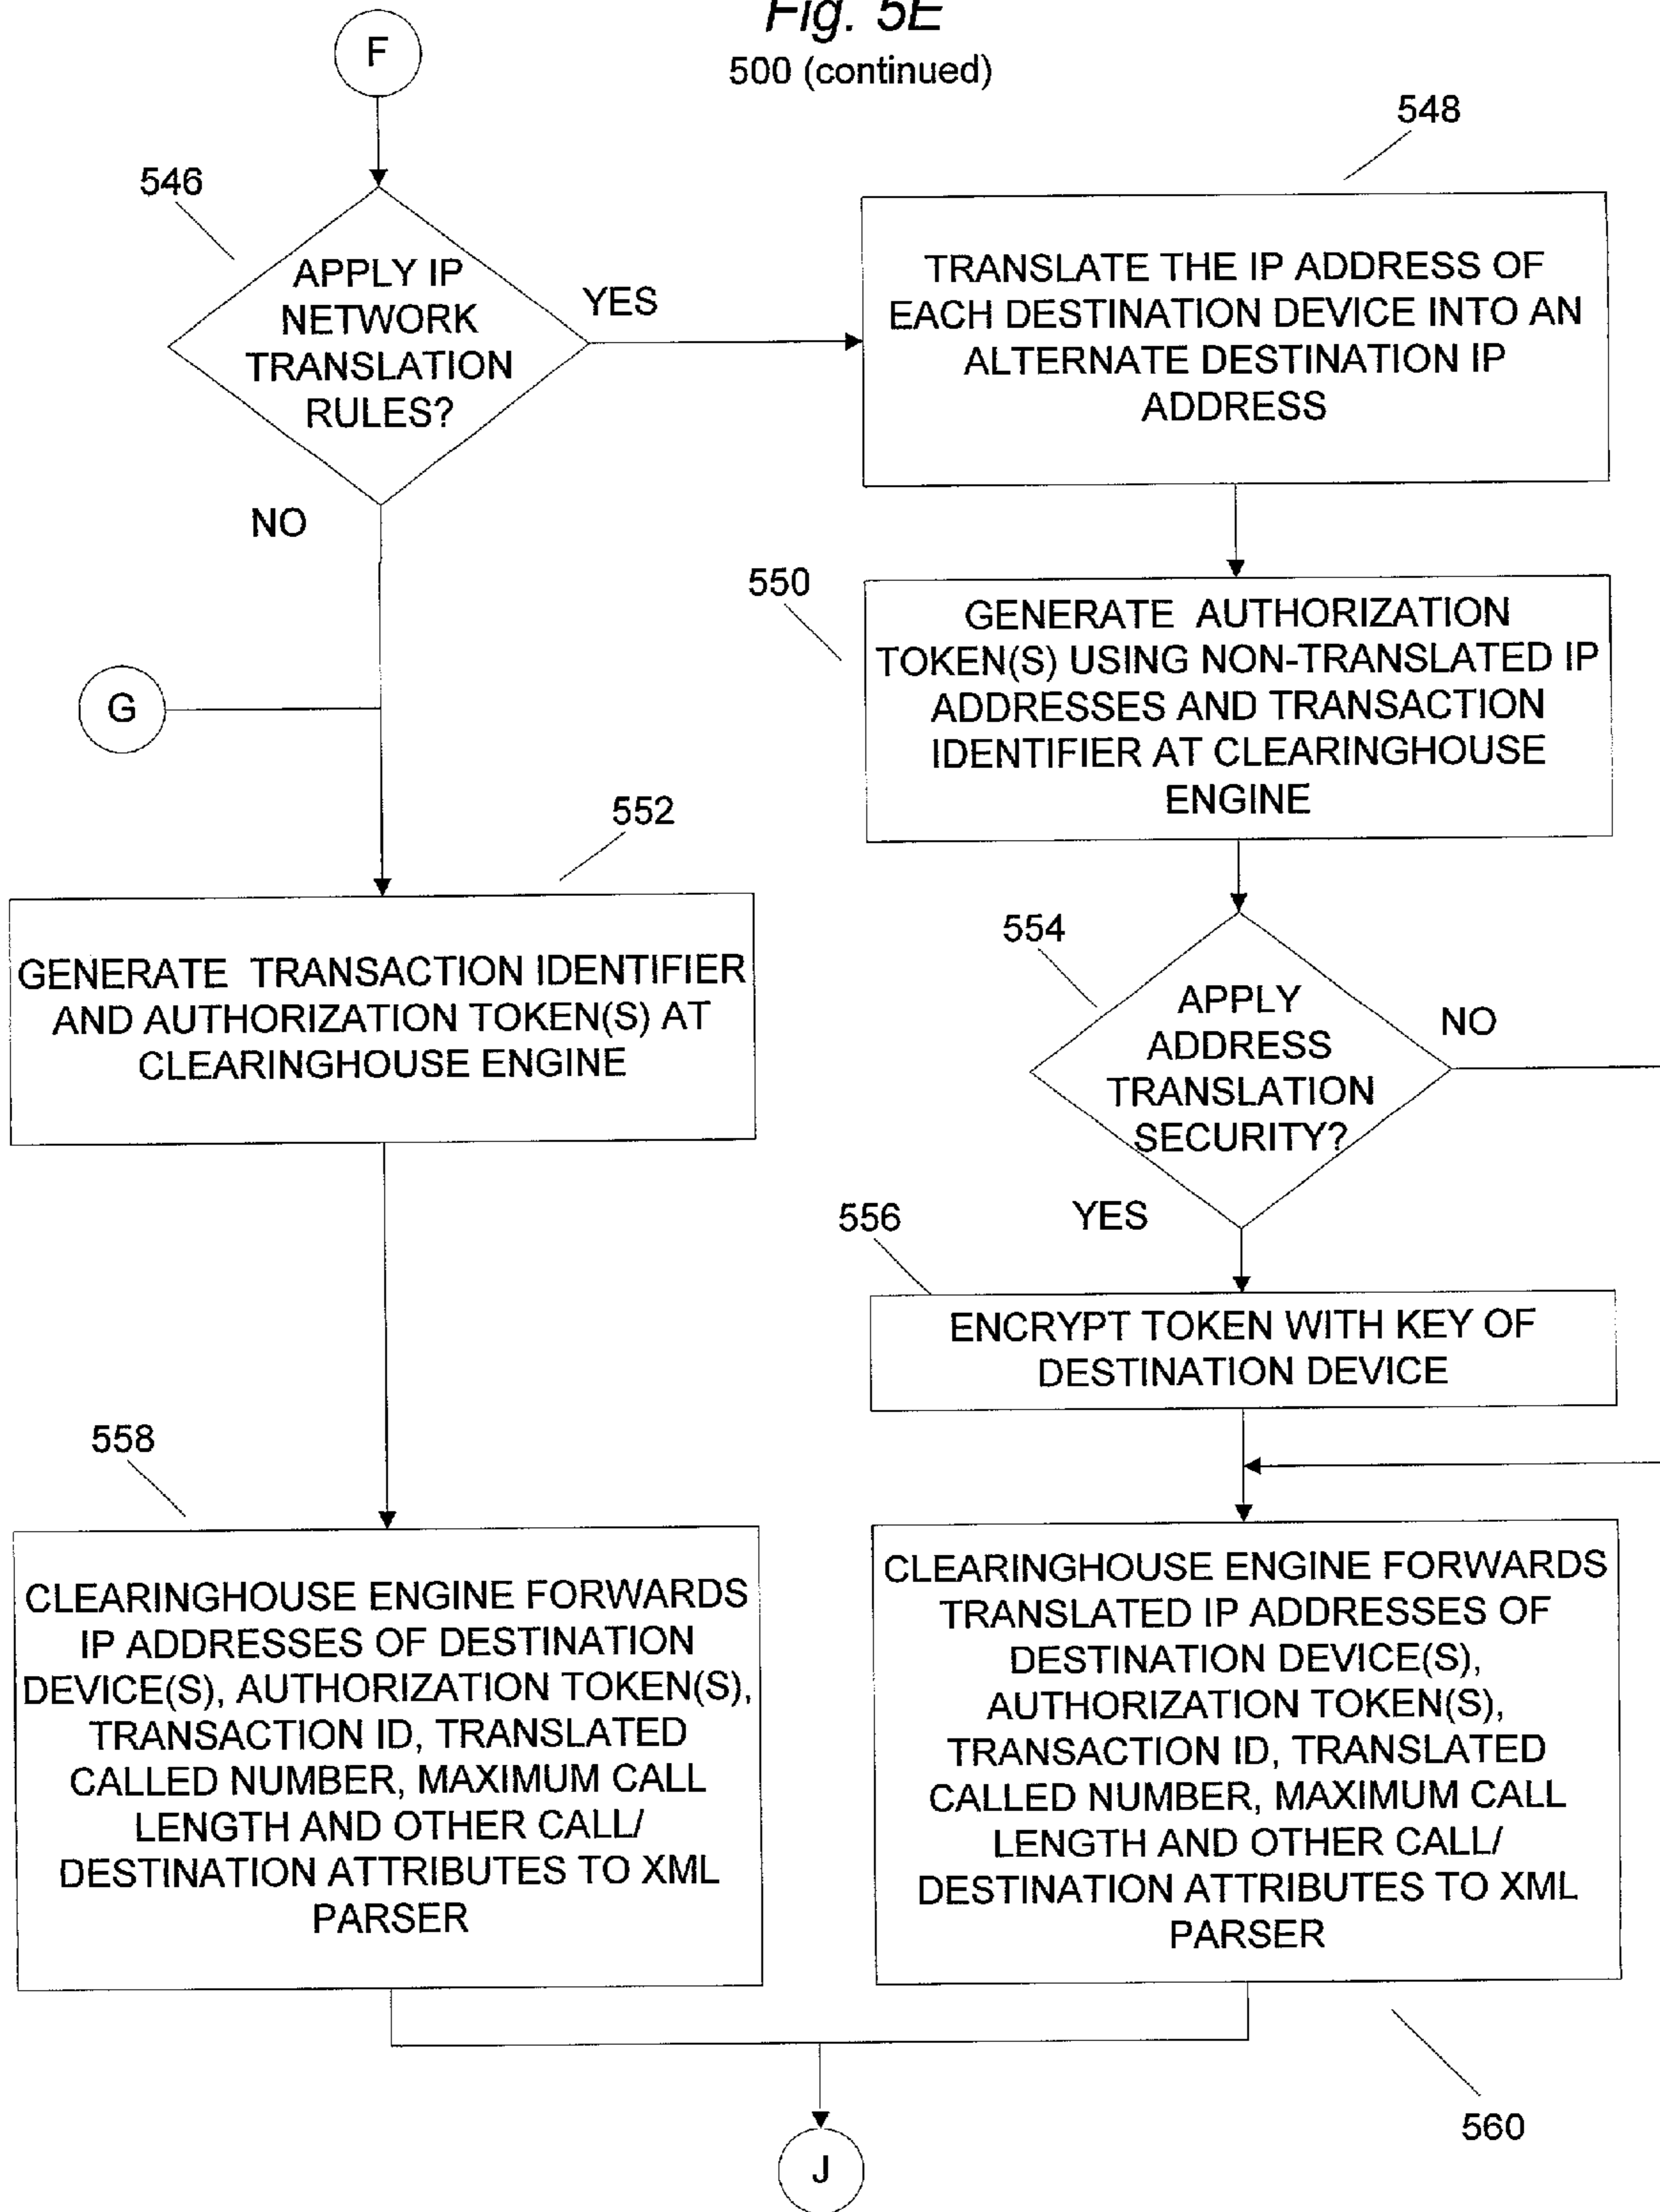 Fig. 5E
500 (continued)
F
546
APPLY IP
NETWORK
TRANSLATION
RULES?
YES
NO
548
TRANSLATE THE IP ADDRESS OF
EACH DESTINATION DEVICE INTO AN
ALTERNATE DESTINATION IP
ADDRESS
550
GENERATE AUTHORIZATION
TOKEN(S) USING NON-TRANSLATED IP
ADDRESSES AND TRANSACTION
IDENTIFIER AT CLEARINGHOUSE
ENGINE
G
552
GENERATE TRANSACTION IDENTIFIER
AND AUTHORIZATION TOKEN(S) AT
CLEARINGHOUSE ENGINE
554
APPLY
ADDRESS
TRANSLATION
SECURITY?
NO
YES
556
ENCRYPT TOKEN WITH KEY OF
DESTINATION DEVICE
558
CLEARINGHOUSE ENGINE FORWARDS
IP ADDRESSES OF DESTINATION
DEVICE(S), AUTHORIZATION TOKEN(S),
TRANSACTION ID, TRANSLATED
CALLED NUMBER, MAXIMUM CALL
LENGTH AND OTHER CALL/
DESTINATION ATTRIBUTES TO XML
PARSER
CLEARINGHOUSE ENGINE FORWARDS
TRANSLATED IP ADDRESSES OF
DESTINATION DEVICE(S),
AUTHORIZATION TOKEN(S),
TRANSACTION ID, TRANSLATED
CALLED NUMBER, MAXIMUM CALL
LENGTH AND OTHER CALL/
DESTINATION ATTRIBUTES TO XML
PARSER
560
J